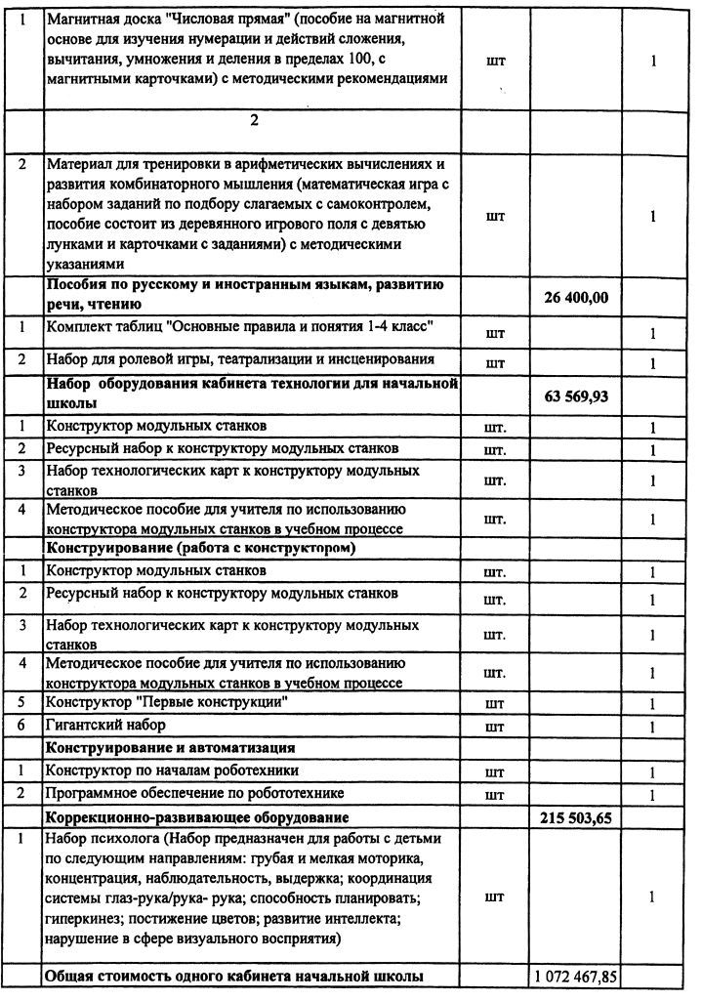 1 Магнитная доска "Числовая прямая" (пособие на магнитной
основе для изучения нумерации и действий сложения,
вычитания, умножения и деления в пределах 100, с
магнитными карточками) с методическими рекомендациями шт 1
2
2 Материал для тренировки в арифметических вычислениях и
развития комбинаторного мышления (математическая игра с
набором заданий по подбору слагаемых с самоконтролем,
пособие состоит из деревянного игрового поля с девятью
лунками и карточками с заданиями) с методическими
указаниями шт 1
Пособия по русскому и иностранным языкам, развитию
речи, чтению 26 400,00
1 Комплект таблиц "Основные правила и понятия 1-4 класс" шт 1
2 Набор для ролевой игры, театрализации и инсценирования шт 1
Набор оборудования кабинета технологии для начальной
школы 63 569,93
1 Конструктор модульных станков шт. 1
2 Ресурсный набор к конструктору модульных станков шт. 1
3 Набор технологических карт к конструктору модульных
станков шт. 1
4 Методическое пособие для учителя по использованию
конструктора модульных станков в учебном процессе шт. 1
Конструирование (работа с конструктором)
1 Конструктор модульных станков шт. 1
2 Ресурсный набор к конструктору модульных станков шт. 1
3 Набор технологических карт к конструктору модульных
станков шт. 1
4 Методическое пособие для учителя по использованию
конструктора модульных станков в учебном процессе шт. 1
5 Конструктор "Первые конструкции" шт 1
6 Гигантский набор шт 1
Конструирование и автоматизация
1 Конструктор по началам роботехники шт 1
2 Программное обеспечение по робототехнике шт 1
Коррекционно-развивающее оборудование 215 503,65
1 Набор психолога (Набор предназначен для работы с детьми
по следующим направлениям: грубая и мелкая моторика,
концентрация, наблюдательность, выдержка; координация
системы глаз-рука/рука- рука; способность планировать;
гиперкинез; постижение цветов; развитие интеллекта;
нарушение в сфере визуального восприятия) шт 1
Общая стоимость одного кабинета начальной школы 1 072 467,85